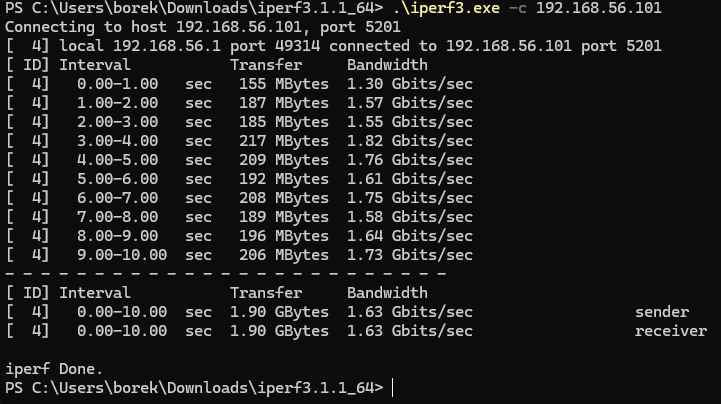 PS C:\Users\borek\Downloads\iperf3.1.1_64> .\iperf3.exe -c 192.168.56.101
Connecting to host 192.168.56.101, port 5201
[  4] local 192.168.56.1 port 49314 connected to 192.168.56.101 port 5201
[ ID] Interval           Transfer     Bandwidth
[  4]   0.00-1.00   sec   155 MBytes  1.30 Gbits/sec
[  4]   1.00-2.00   sec   187 MBytes  1.57 Gbits/sec
[  4]   2.00-3.00   sec   185 MBytes  1.55 Gbits/sec
[  4]   3.00-4.00   sec   217 MBytes  1.82 Gbits/sec
[  4]   4.00-5.00   sec   209 MBytes  1.76 Gbits/sec
[  4]   5.00-6.00   sec   192 MBytes  1.61 Gbits/sec
[  4]   6.00-7.00   sec   208 MBytes  1.75 Gbits/sec
[  4]   7.00-8.00   sec   189 MBytes  1.58 Gbits/sec
[  4]   8.00-9.00   sec   196 MBytes  1.64 Gbits/sec
[  4]   9.00-10.00  sec   206 MBytes  1.73 Gbits/sec
- - - - - - - - - - - - - - - - - - - - - - - - -
[ ID] Interval           Transfer     Bandwidth
[  4]   0.00-10.00  sec  1.90 GBytes  1.63 Gbits/sec                  sender
[  4]   0.00-10.00  sec  1.90 GBytes  1.63 Gbits/sec                  receiver

iperf Done.
PS C:\Users\borek\Downloads\iperf3.1.1_64>